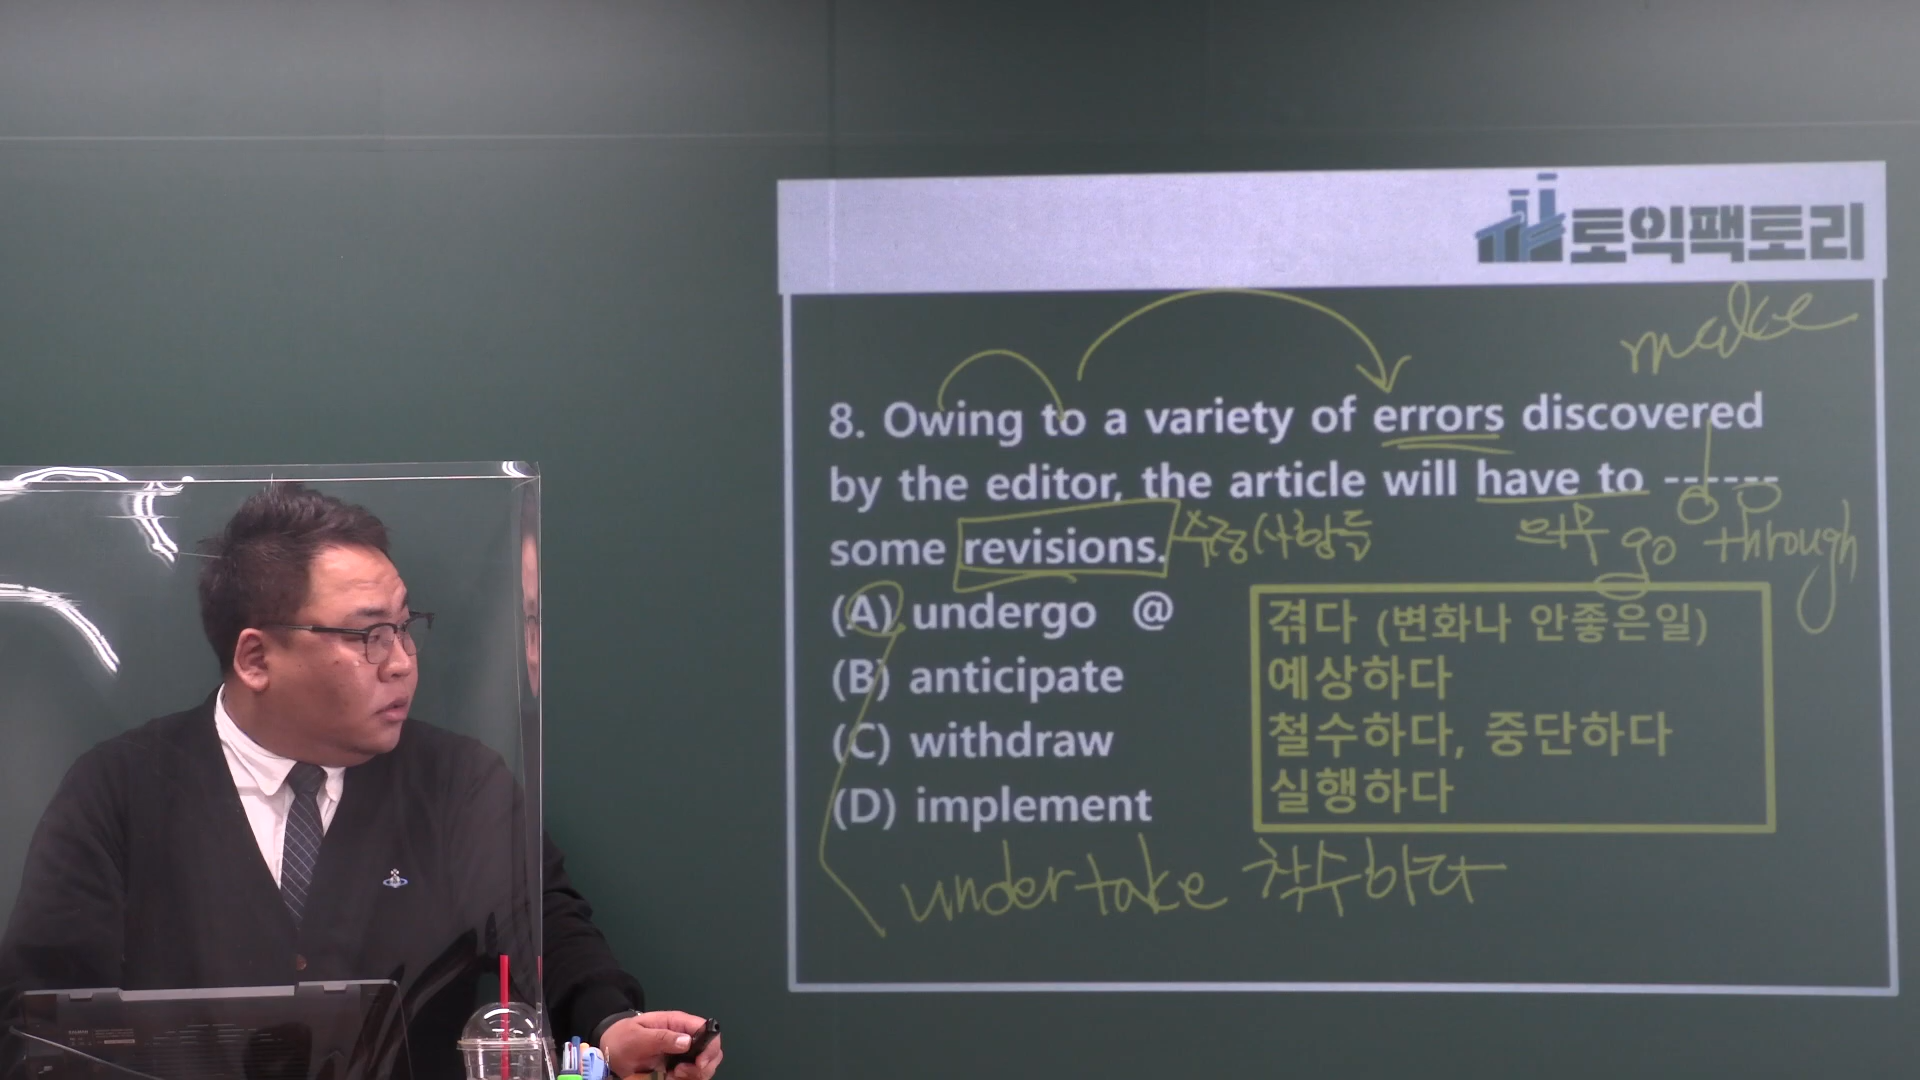 토익팩토리
make
8. Owing to a variety of errors discovered
by the editor, the article will have to ------
some revisions. 수정사항들 의무 go through
(A) undergo @ 겪다 (변화나 안좋은일)
(B) anticipate 예상하다
(C) withdraw 철수하다, 중단하다
(D) implement 실행하다
undertake 착수하다